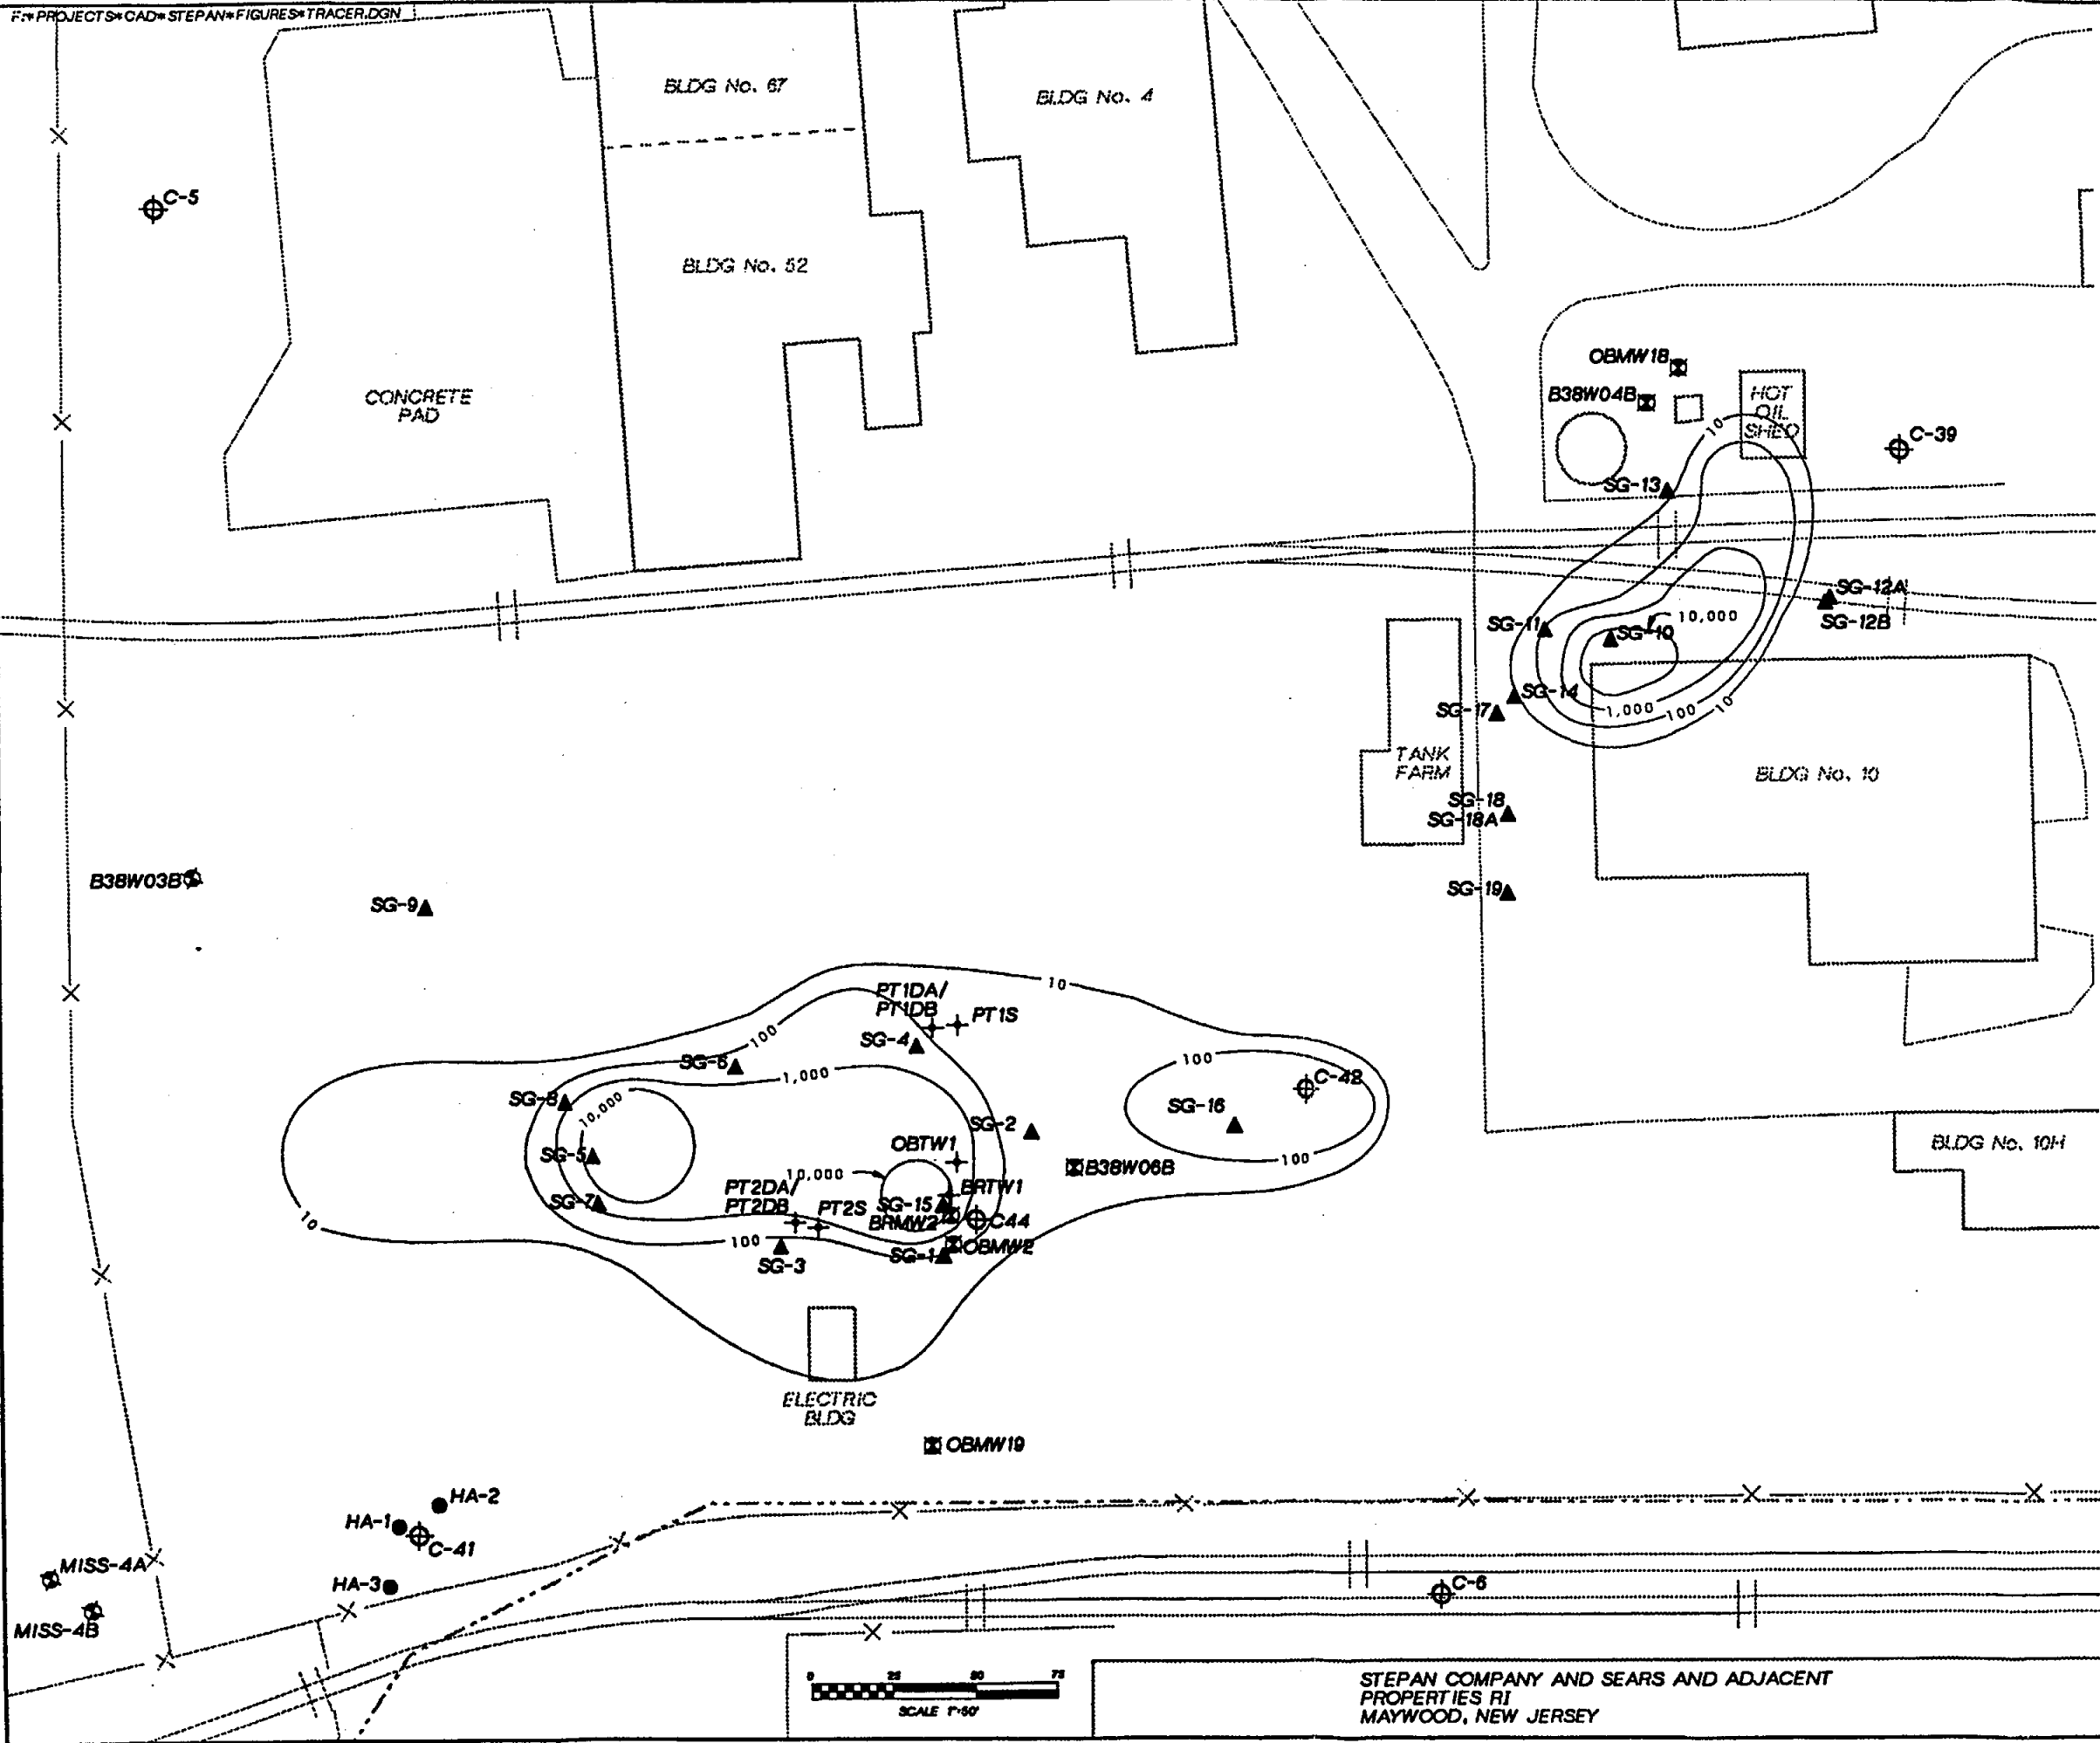 F:*PROJECTS*CAD*STEPAN*FIGURES*TRACER.DGN
BLDG No. 67
BLDG No. 4
C-5
BLDG No. 52
OBMW18
B38W04B
HOT
OIL
SHED
CONCRETE
PAD
10
C-39
SG-13
SG-12A
SG-12B
SG-11
SG-10
10,000
SG-14
SG-17
1,000
100
10
TANK
FARM
BLDG No. 10
SG-18
SG-18A
B38W03B
SG-9
SG-19
10
PT1DA/
PT1DB
PT1S
SG-4
100
SG-6
1,000
100
C-42
SG-8
10,000
SG-16
SG-2
OBTW1
BLDG No. 10H
SG-5
10,000
B38W06B
100
PT2DA/
PT2DB
PT2S
SG-15
BRTW1
SG-7
BRMW2
C44
10
100
SG-3
SG-1
OBMW2
ELECTRIC
BLDG
OBMW19
HA-2
HA-1
C-41
MISS-4A
HA-3
C-6
MISS-4B
0 25 50 75
SCALE 1"=50'
STEPAN COMPANY AND SEARS AND ADJACENT
PROPERTIES RI
MAYWOOD, NEW JERSEY